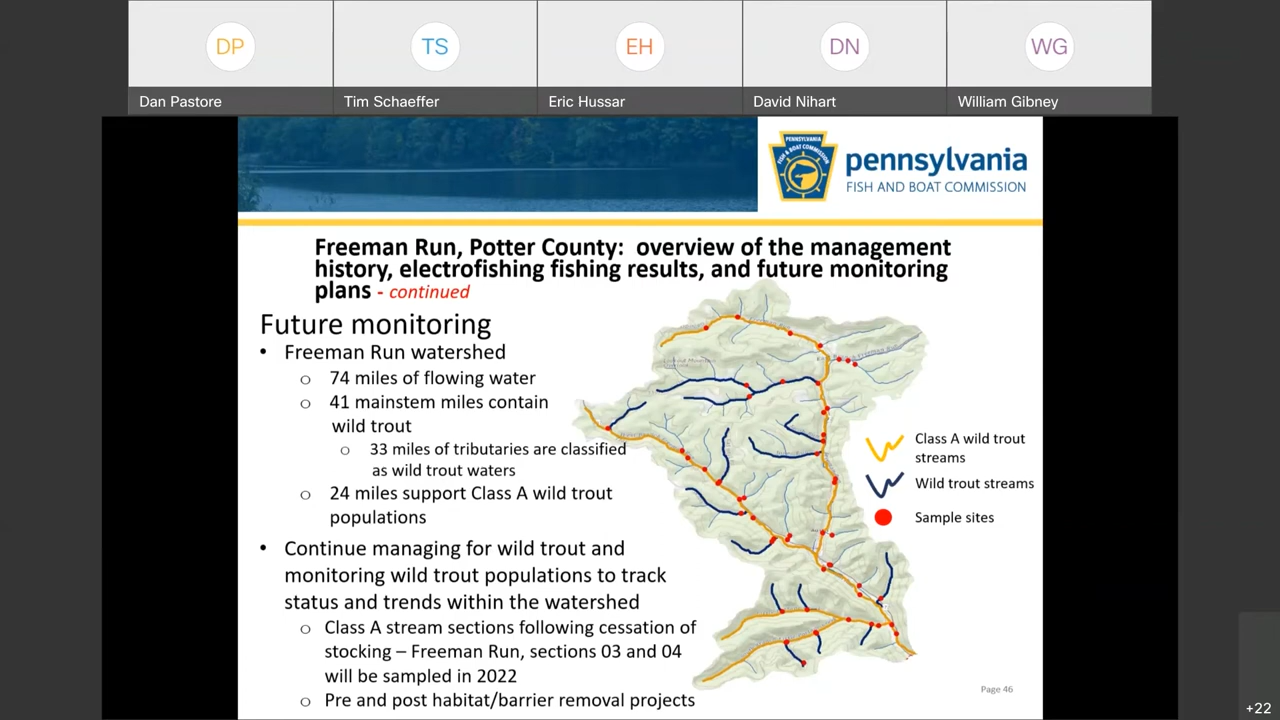 DP
TS
EH
DN
WG
Dan Pastore
Tim Schaeffer
Eric Hussar
David Nihart
William Gibney
PENNSYLVANIA
FISH & BOAT COMMISSION
pennsylvania
FISH AND BOAT COMMISSION
Freeman Run, Potter County: overview of the management
history, electrofishing fishing results, and future monitoring
plans - continued
Future monitoring
• Freeman Run watershed
o 74 miles of flowing water
o 41 mainstem miles contain
wild trout
o 33 miles of tributaries are classified
as wild trout waters
o 24 miles support Class A wild trout
populations
• Continue managing for wild trout and
monitoring wild trout populations to track
status and trends within the watershed
o Class A stream sections following cessation of
stocking – Freeman Run, sections 03 and 04
will be sampled in 2022
o Pre and post habitat/barrier removal projects
Class A wild trout
streams
Wild trout streams
Sample sites
Page 46
+22